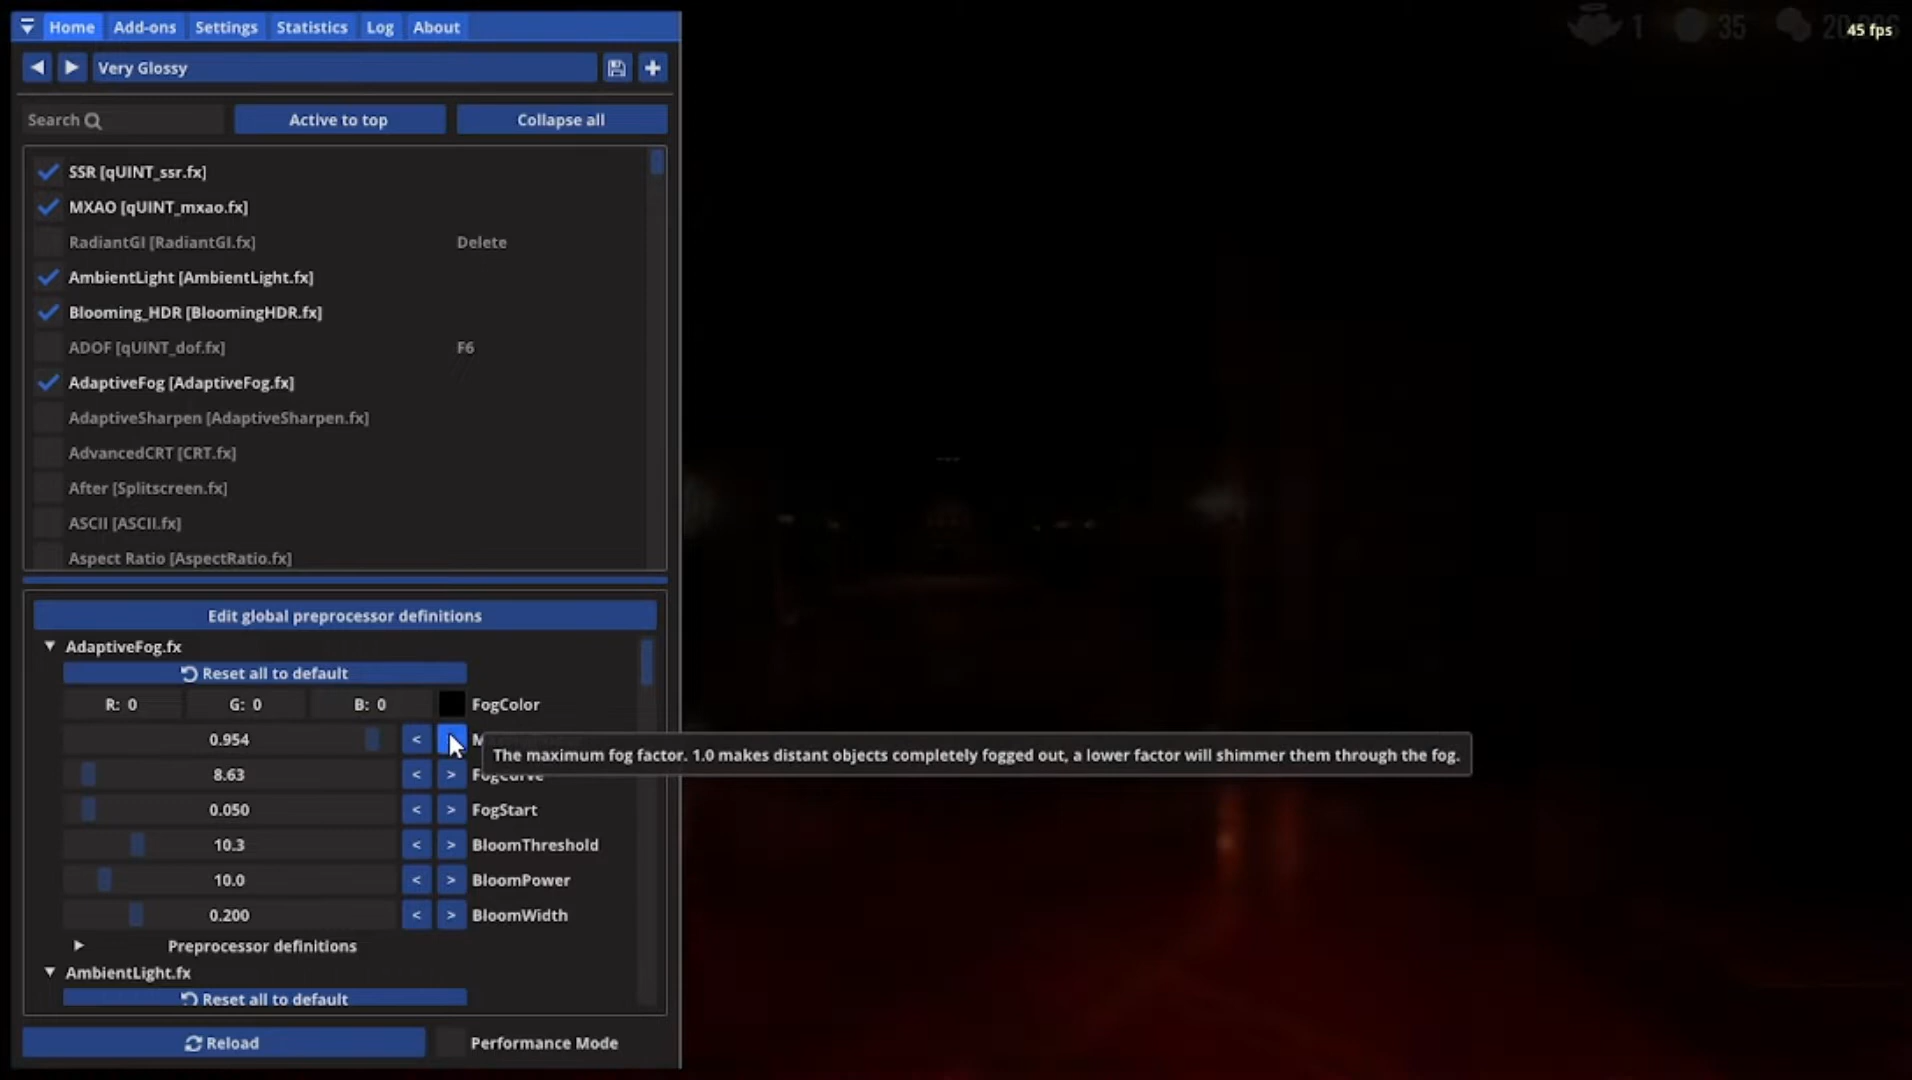 Home Add-ons Settings Statistics Log About
1 35 45 fps
Very Glossy
Search Active to top Collapse all
SSR [qUINT_ssr.fx]
MXAO [qUINT_mxao.fx]
RadiantGI [RadiantGI.fx] Delete
AmbientLight [AmbientLight.fx]
Blooming_HDR [BloomingHDR.fx]
ADOF [qUINT_dof.fx] F6
AdaptiveFog [AdaptiveFog.fx]
AdaptiveSharpen [AdaptiveSharpen.fx]
AdvancedCRT [CRT.fx]
After [Splitscreen.fx]
ASCII [ASCII.fx]
Aspect Ratio [AspectRatio.fx]
Edit global preprocessor definitions
AdaptiveFog.fx
Reset all to default
R: 0 G: 0 B: 0 FogColor
0.954 <
The maximum fog factor. 1.0 makes distant objects completely fogged out, a lower factor will shimmer them through the fog.
8.63 < > FogCurve
0.050 < > FogStart
10.3 < > BloomThreshold
10.0 < > BloomPower
0.200 < > BloomWidth
Preprocessor definitions
AmbientLight.fx
Reset all to default
Reload Performance Mode